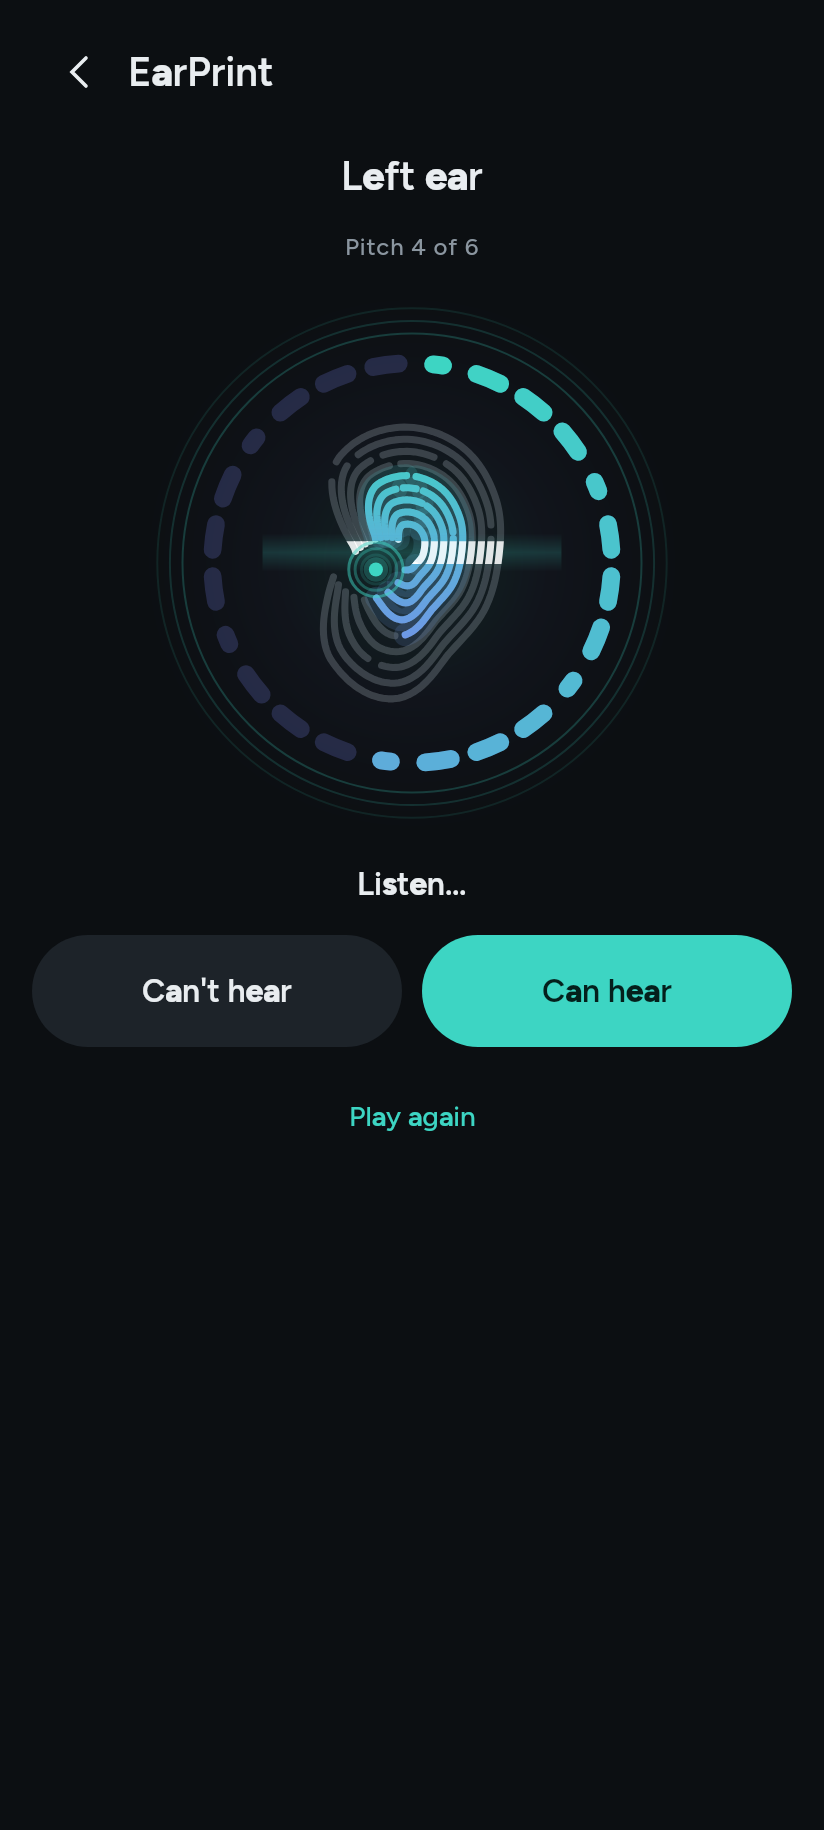 EarPrint
Left ear
Pitch 4 of 6
Listen...
Can't hear
Can hear
Play again